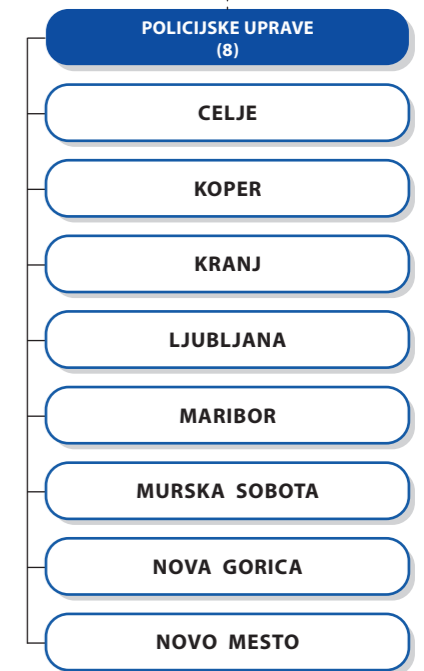 POLICIJSKE UPRAVE
(8)
CELJE
KOPER
KRANJ
LJUBLJANA
MARIBOR
MURSKA SOBOTA
NOVA GORICA
NOVO MESTO